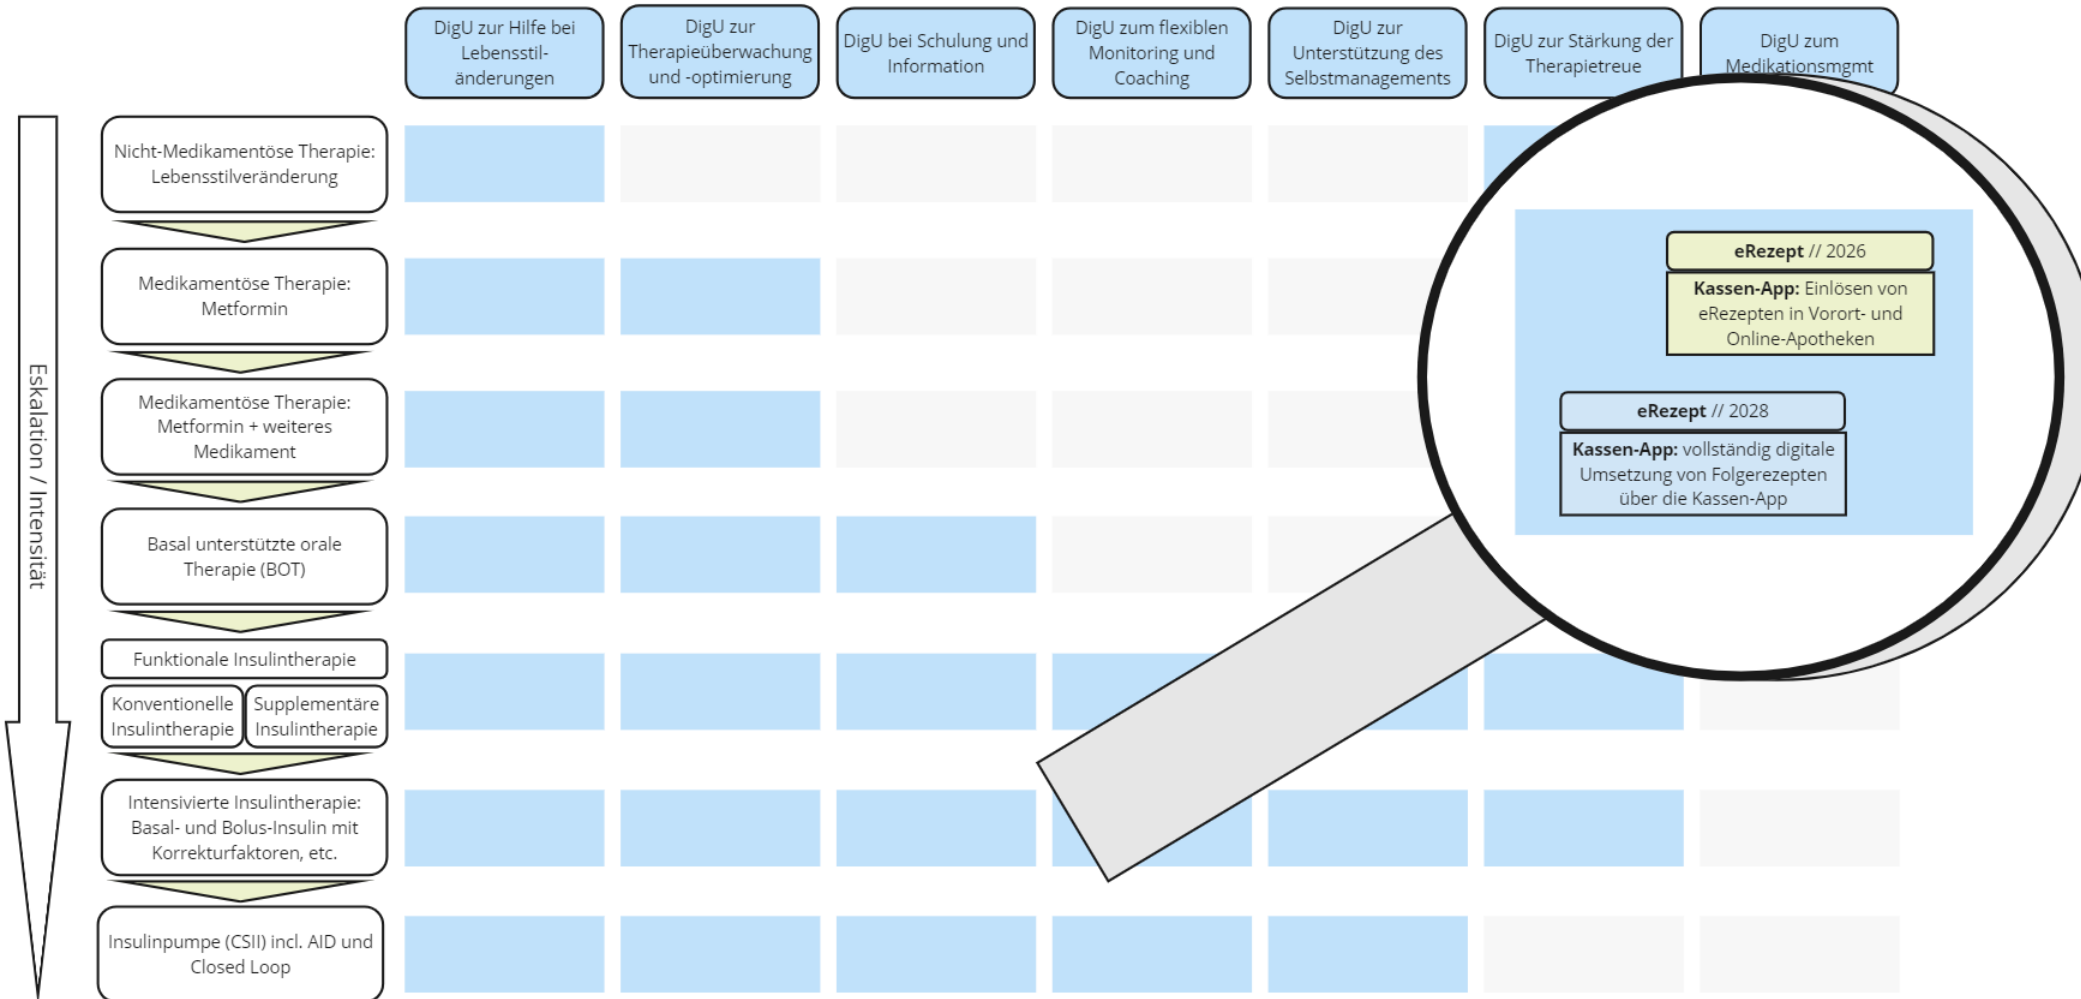 DigU zur Hilfe bei
Lebensstil-
änderungen
DigU zur
Therapieüberwachung
und -optimierung
DigU bei Schulung und
Information
DigU zum flexiblen
Monitoring und
Coaching
DigU zur
Unterstützung des
Selbstmanagements
DigU zur Stärkung der
Therapietreue
DigU zum
Medikationsmgmt
Eskalation / Intensität
Nicht-Medikamentöse Therapie:
Lebensstilveränderung
Medikamentöse Therapie:
Metformin
Medikamentöse Therapie:
Metformin + weiteres
Medikament
Basal unterstützte orale
Therapie (BOT)
Funktionale Insulintherapie
Konventionelle
Insulintherapie
Supplementäre
Insulintherapie
Intensivierte Insulintherapie:
Basal- und Bolus-Insulin mit
Korrekturfaktoren, etc.
Insulinpumpe (CSII) incl. AID und
Closed Loop
eRezept // 2026
Kassen-App: Einlösen von
eRezepten in Vorort- und
Online-Apotheken
eRezept // 2028
Kassen-App: vollständig digitale
Umsetzung von Folgerezepten
über die Kassen-App